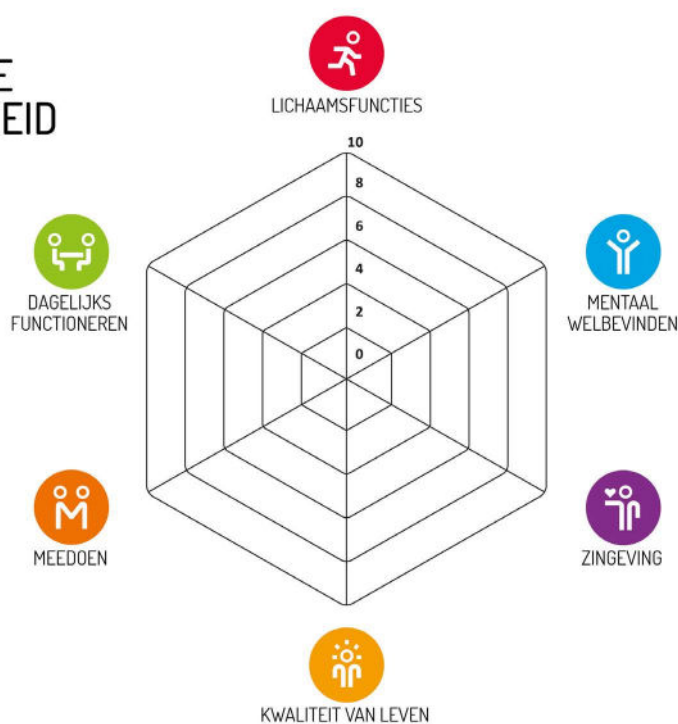 E
EID
LICHAAMSFUNCTIES
10
8
6
4
2
0
DAGELIJKS
FUNCTIONEREN
MENTAAL
WELBEVINDEN
MEEDOEN
ZINGEVING
KWALITEIT VAN LEVEN